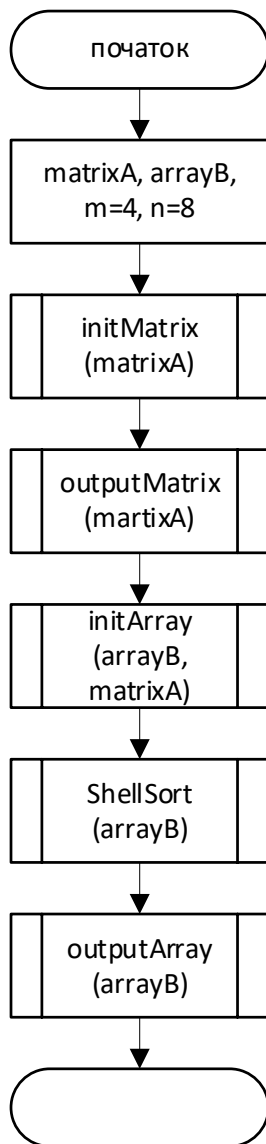 початок
matrixA, arrayB,
m=4, n=8
initMatrix
(matrixA)
outputMatrix
(martixA)
initArray
(arrayB,
matrixA)
ShellSort
(arrayB)
outputArray
(arrayB)